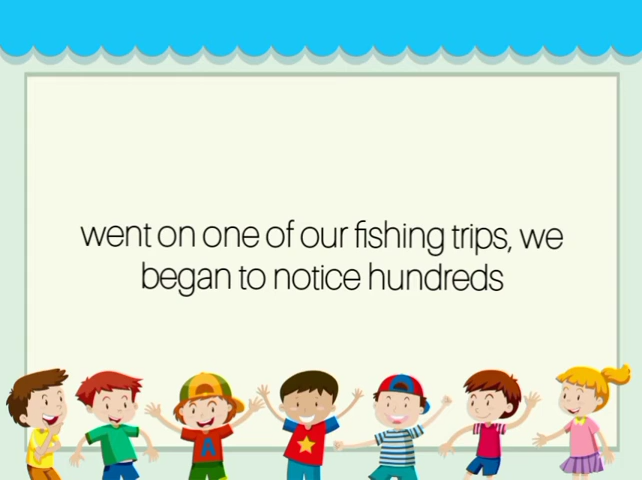 went on one of our fishing trips, we
began to notice hundreds